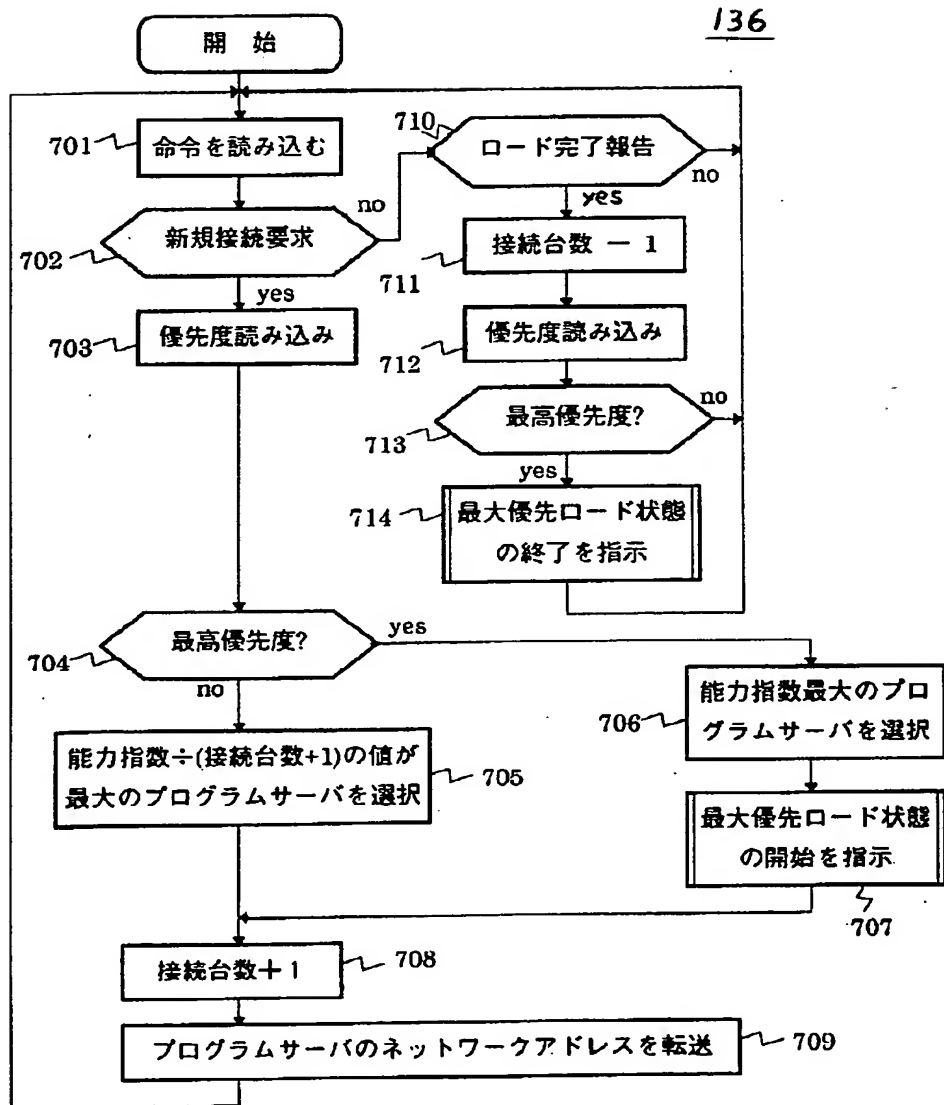 136
開 始
701
命令を読み込む
no
702
新規接続要求
yes
703
優先度読み込み
710
ロード完了報告
no
yes
711
接続台数 - 1
712
優先度読み込み
713
最高優先度?
no
yes
714
最大優先ロード状態
の終了を指示
704
最高優先度?
yes
no
705
能力指数÷(接続台数+1)の値が
最大のプログラムサーバを選択
706
能力指数最大のプロ
グラムサーバを選択
最大優先ロード状態
の開始を指示
707
接続台数+1
708
プログラムサーバのネットワークアドレスを転送
709